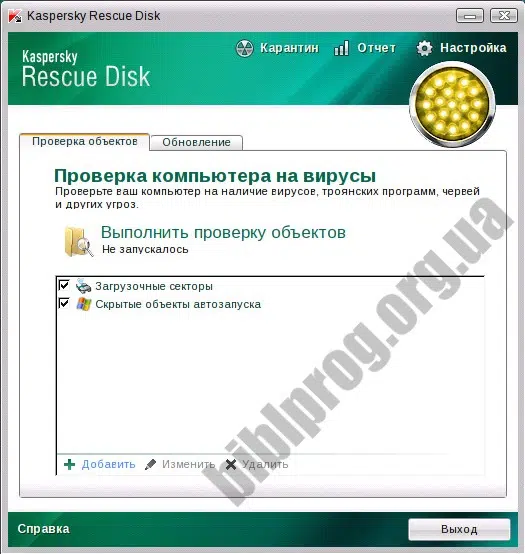 Kaspersky Rescue Disk
Kaspersky
Rescue Disk
Карантин
Отчет
Настройка
Проверка объектов
Обновление
Проверка компьютера на вирусы
Проверьте ваш компьютер на наличие вирусов, троянских программ, червей
и других угроз.
Выполнить проверку объектов
Не запускалось
Загрузочные секторы
Скрытые объекты автозапуска
Добавить
Изменить
Удалить
biblprog.org.ua
Справка
Выход